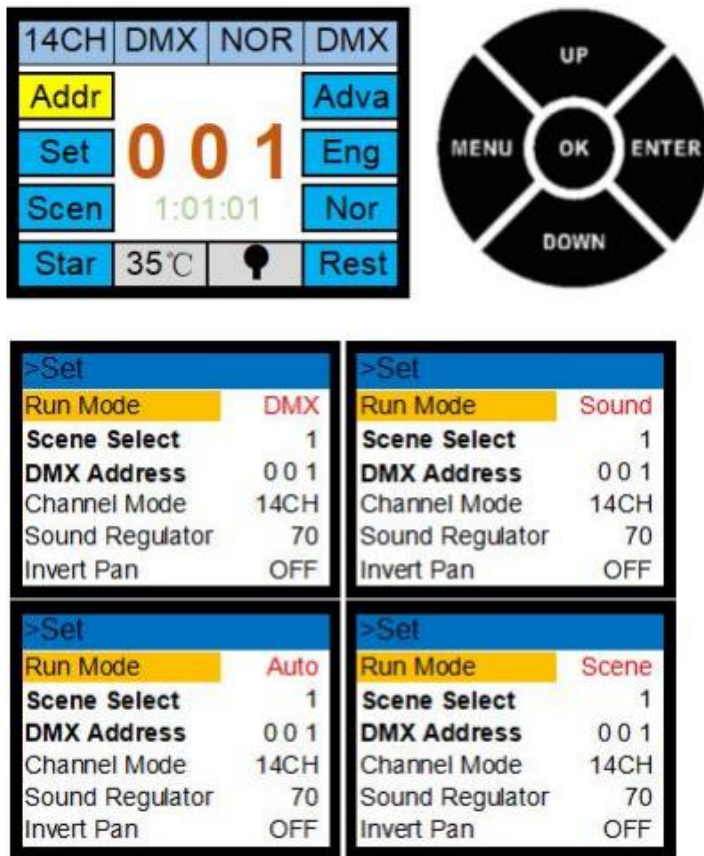 14CH DMX NOR DMX
Addr Adva
Set 001 Eng
Scen 1:01:01 Nor
Star 35℃ Rest
UP
MENU OK ENTER
DOWN
>Set
Run Mode DMX
Scene Select 1
DMX Address 001
Channel Mode 14CH
Sound Regulator 70
Invert Pan OFF
>Set
Run Mode Sound
Scene Select 1
DMX Address 001
Channel Mode 14CH
Sound Regulator 70
Invert Pan OFF
>Set
Run Mode Auto
Scene Select 1
DMX Address 001
Channel Mode 14CH
Sound Regulator 70
Invert Pan OFF
>Set
Run Mode Scene
Scene Select 1
DMX Address 001
Channel Mode 14CH
Sound Regulator 70
Invert Pan OFF